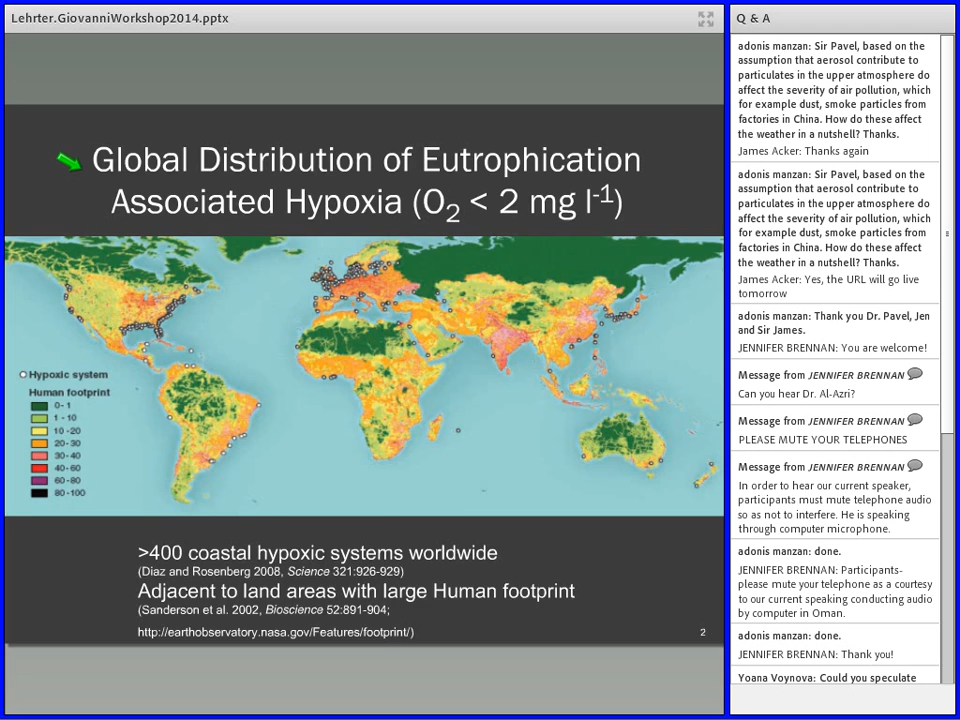 Lehrter.GiovanniWorkshop2014.pptx
Global Distribution of Eutrophication
Associated Hypoxia (O2 < 2 mg l-1)
Hypoxic system
Human footprint
0-1
1-10
10-20
20-30
30-40
40-60
60-80
80-100
>400 coastal hypoxic systems worldwide
(Diaz and Rosenberg 2008, Science 321:926-929)
Adjacent to land areas with large Human footprint
(Sanderson et al. 2002, Bioscience 52:891-904;
http://earthobservatory.nasa.gov/Features/footprint/)
2
Q & A
adonis manzan: Sir Pavel, based on the
assumption that aerosol contribute to
particulates in the upper atmosphere do
affect the severity of air pollution, which
for example dust, smoke particles from
factories in China. How do these affect
the weather in a nutshell? Thanks.
James Acker: Thanks again
adonis manzan: Sir Pavel, based on the
assumption that aerosol contribute to
particulates in the upper atmosphere do
affect the severity of air pollution, which
for example dust, smoke particles from
factories in China. How do these affect
the weather in a nutshell? Thanks.
James Acker: Yes, the URL will go live
tomorrow
adonis manzan: Thank you Dr. Pavel, Jen
and Sir James.
JENNIFER BRENNAN: You are welcome!
Message from JENNIFER BRENNAN
Can you hear Dr. Al-Azri?
Message from JENNIFER BRENNAN
PLEASE MUTE YOUR TELEPHONES
Message from JENNIFER BRENNAN
In order to hear our current speaker,
participants must mute telephone audio
so as not to interfere. He is speaking
through computer microphone.
adonis manzan: done.
JENNIFER BRENNAN: Participants-
please mute your telephone as a courtesy
to our current speaking conducting audio
by computer in Oman.
adonis manzan: done.
JENNIFER BRENNAN: Thank you!
Yoana Voynova: Could you speculate